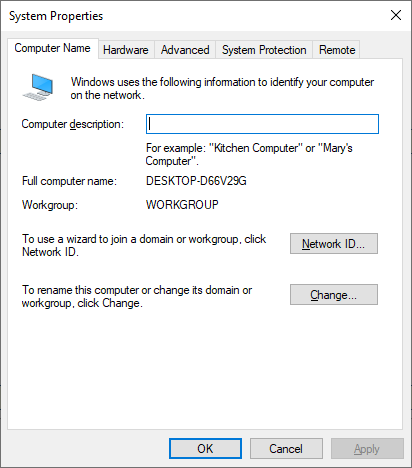 System Properties
Computer Name Hardware Advanced System Protection Remote
Windows uses the following information to identify your computer
on the network.
Computer description:
For example: "Kitchen Computer" or "Mary's
Computer".
Full computer name: DESKTOP-D66V29G
Workgroup: WORKGROUP
To use a wizard to join a domain or workgroup, click
Network ID.
Network ID...
To rename this computer or change its domain or
workgroup, click Change.
Change...
OK Cancel Apply